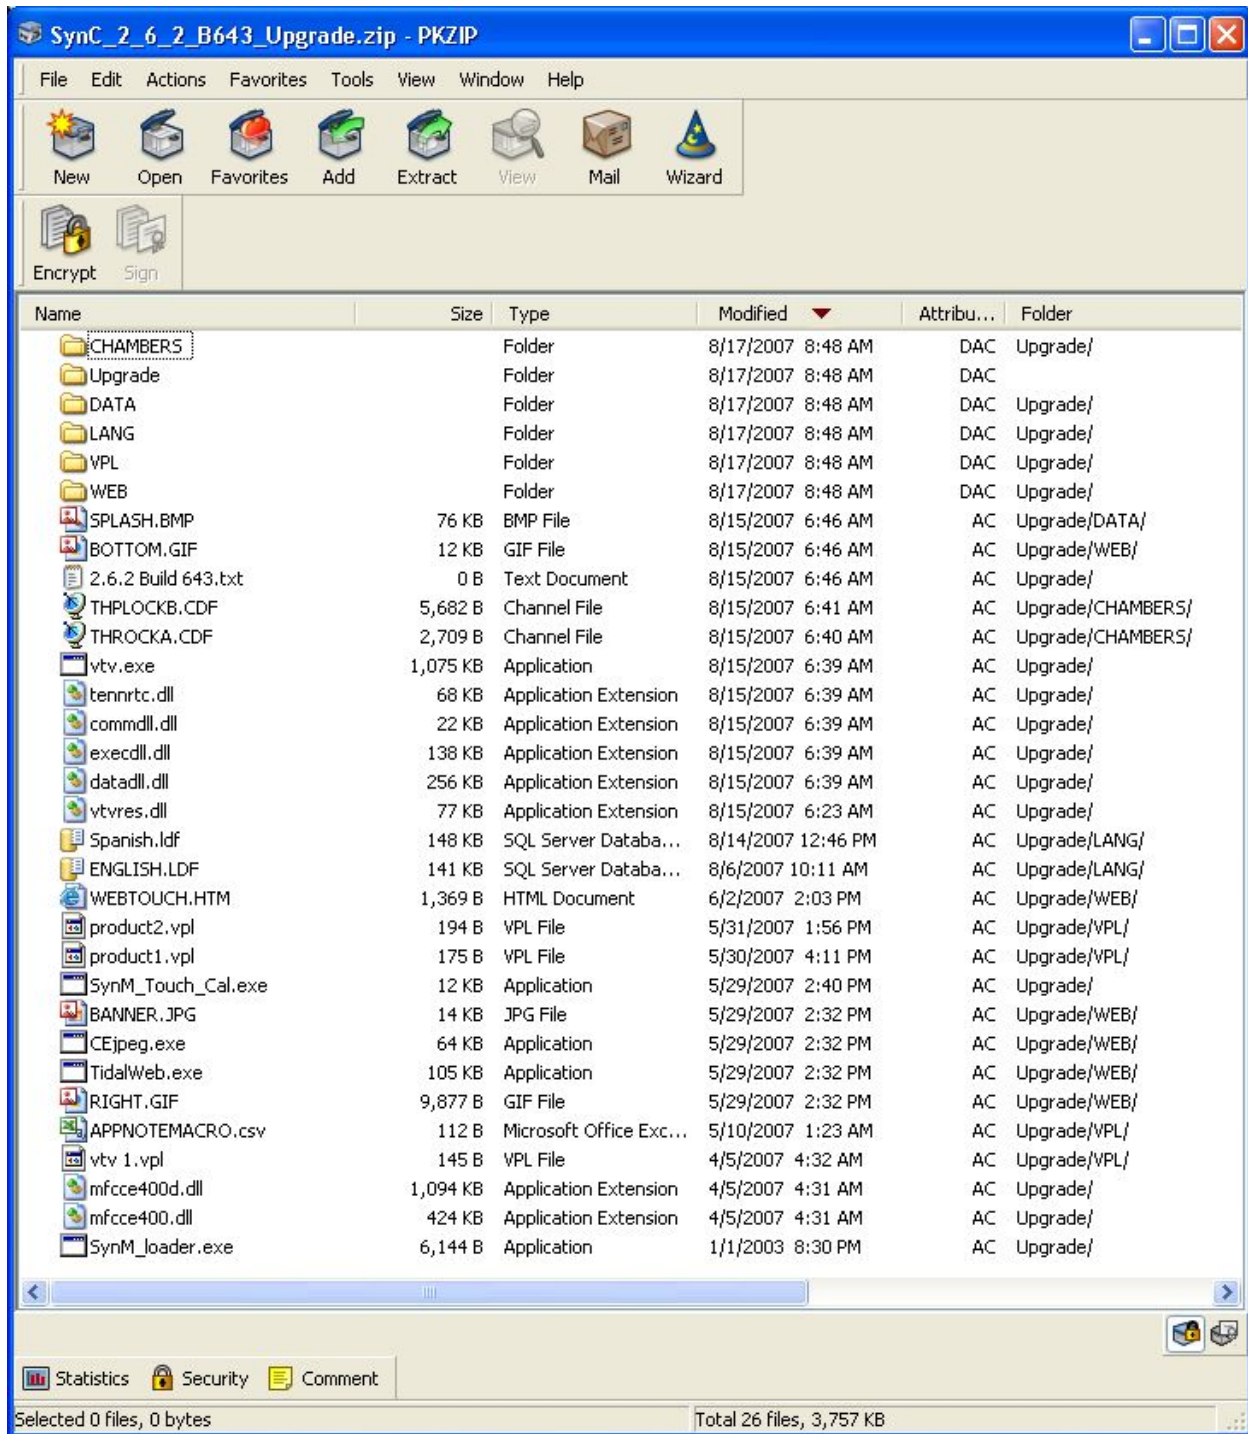 SynC_2_6_2_B643_Upgrade.zip - PKZIP
File Edit Actions Favorites Tools View Window Help
New Open Favorites Add Extract View Mail Wizard
Encrypt Sign
Name Size Type Modified Attribu... Folder
CHAMBERS Folder 8/17/2007 8:48 AM DAC Upgrade/
Upgrade Folder 8/17/2007 8:48 AM DAC
DATA Folder 8/17/2007 8:48 AM DAC Upgrade/
LANG Folder 8/17/2007 8:48 AM DAC Upgrade/
VPL Folder 8/17/2007 8:48 AM DAC Upgrade/
WEB Folder 8/17/2007 8:48 AM DAC Upgrade/
SPLASH.BMP 76 KB BMP File 8/15/2007 6:46 AM AC Upgrade/DATA/
BOTTOM.GIF 12 KB GIF File 8/15/2007 6:46 AM AC Upgrade/WEB/
2.6.2 Build 643.txt 0 B Text Document 8/15/2007 6:46 AM AC Upgrade/
THPLOCKB.CDF 5,682 B Channel File 8/15/2007 6:41 AM AC Upgrade/CHAMBERS/
THROCKA.CDF 2,709 B Channel File 8/15/2007 6:40 AM AC Upgrade/CHAMBERS/
vtv.exe 1,075 KB Application 8/15/2007 6:39 AM AC Upgrade/
tennrtc.dll 68 KB Application Extension 8/15/2007 6:39 AM AC Upgrade/
commdll.dll 22 KB Application Extension 8/15/2007 6:39 AM AC Upgrade/
execdll.dll 138 KB Application Extension 8/15/2007 6:39 AM AC Upgrade/
datadll.dll 256 KB Application Extension 8/15/2007 6:39 AM AC Upgrade/
vtvres.dll 77 KB Application Extension 8/15/2007 6:23 AM AC Upgrade/
Spanish.ldf 148 KB SQL Server Databa... 8/14/2007 12:46 PM AC Upgrade/LANG/
ENGLISH.LDF 141 KB SQL Server Databa... 8/6/2007 10:11 AM AC Upgrade/LANG/
WEBTOUCH.HTM 1,369 B HTML Document 6/2/2007 2:03 PM AC Upgrade/WEB/
product2.vpl 194 B VPL File 5/31/2007 1:56 PM AC Upgrade/VPL/
product1.vpl 175 B VPL File 5/30/2007 4:11 PM AC Upgrade/VPL/
SynM_Touch_Cal.exe 12 KB Application 5/29/2007 2:40 PM AC Upgrade/
BANNER.JPG 14 KB JPG File 5/29/2007 2:32 PM AC Upgrade/WEB/
CEjpeg.exe 64 KB Application 5/29/2007 2:32 PM AC Upgrade/WEB/
TidalWeb.exe 105 KB Application 5/29/2007 2:32 PM AC Upgrade/WEB/
RIGHT.GIF 9,877 B GIF File 5/29/2007 2:32 PM AC Upgrade/WEB/
APPNOTEMACRO.csv 112 B Microsoft Office Exc... 5/10/2007 1:23 AM AC Upgrade/VPL/
vtv 1.vpl 145 B VPL File 4/5/2007 4:32 AM AC Upgrade/VPL/
mfcce400d.dll 1,094 KB Application Extension 4/5/2007 4:31 AM AC Upgrade/
mfcce400.dll 424 KB Application Extension 4/5/2007 4:31 AM AC Upgrade/
SynM_loader.exe 6,144 B Application 1/1/2003 8:30 PM AC Upgrade/
Statistics Security Comment
Selected 0 files, 0 bytes Total 26 files, 3,757 KB